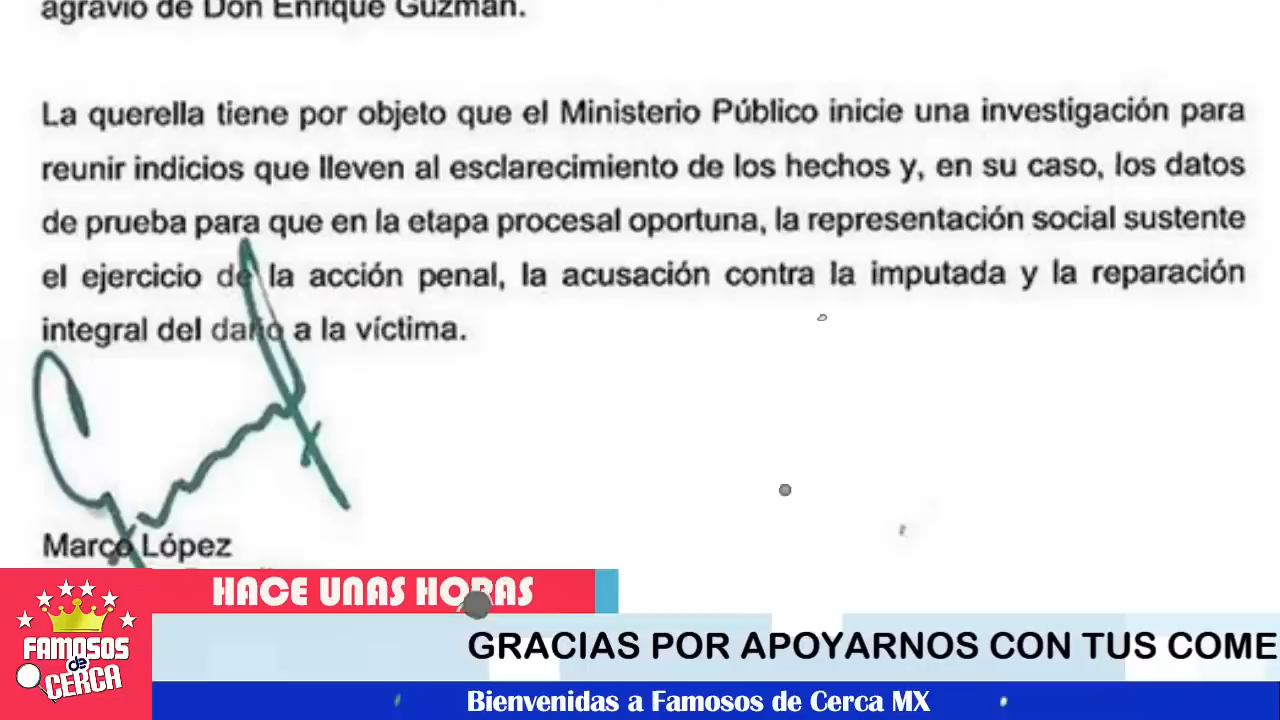 agravio de Don Enrique Guzmán.
La querella tiene por objeto que el Ministerio Público inicie una investigación para
reunir indicios que lleven al esclarecimiento de los hechos y, en su caso, los datos
de prueba para que en la etapa procesal oportuna, la representación social sustente
el ejercicio de la acción penal, la acusación contra la imputada y la reparación
integral del daño a la víctima.
Marco López
HACE UNAS HORAS
FAMOSOS
de
CERCA
GRACIAS POR APOYARNOS CON TUS COME
Bienvenidas a Famosos de Cerca MX